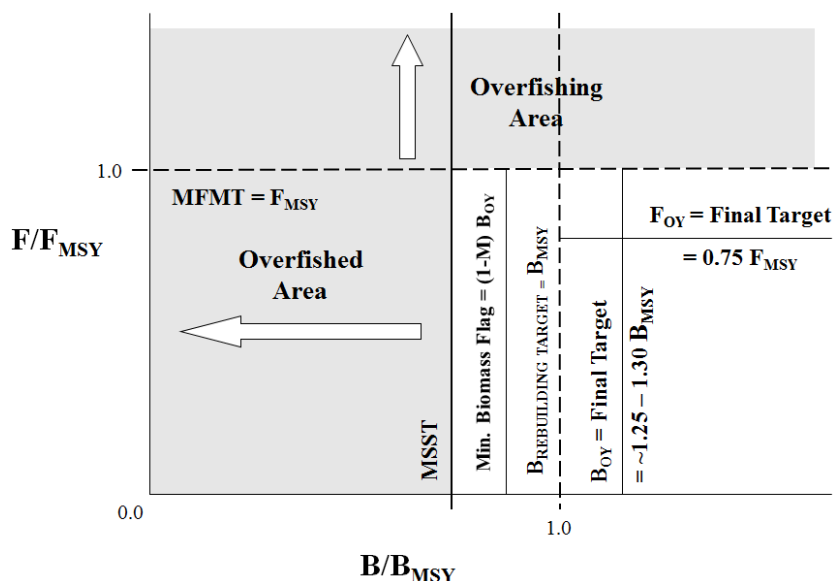 Overfishing
Area
1.0
MFMT = F_MSY
F/F_MSY
Overfished
Area
MSST
Min. Biomass Flag = (1-M) B_OY
B_REBUILDING TARGET = B_MSY
F_OY = Final Target
= 0.75 F_MSY
B_OY = Final Target
= ~1.25 – 1.30 B_MSY
0.0
1.0
B/B_MSY